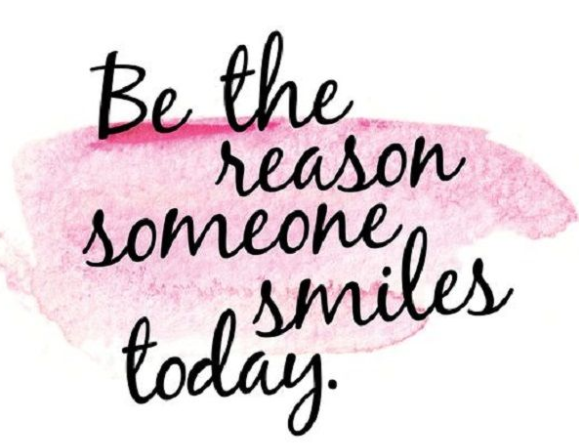 Be the
reason
someone
smiles
today.